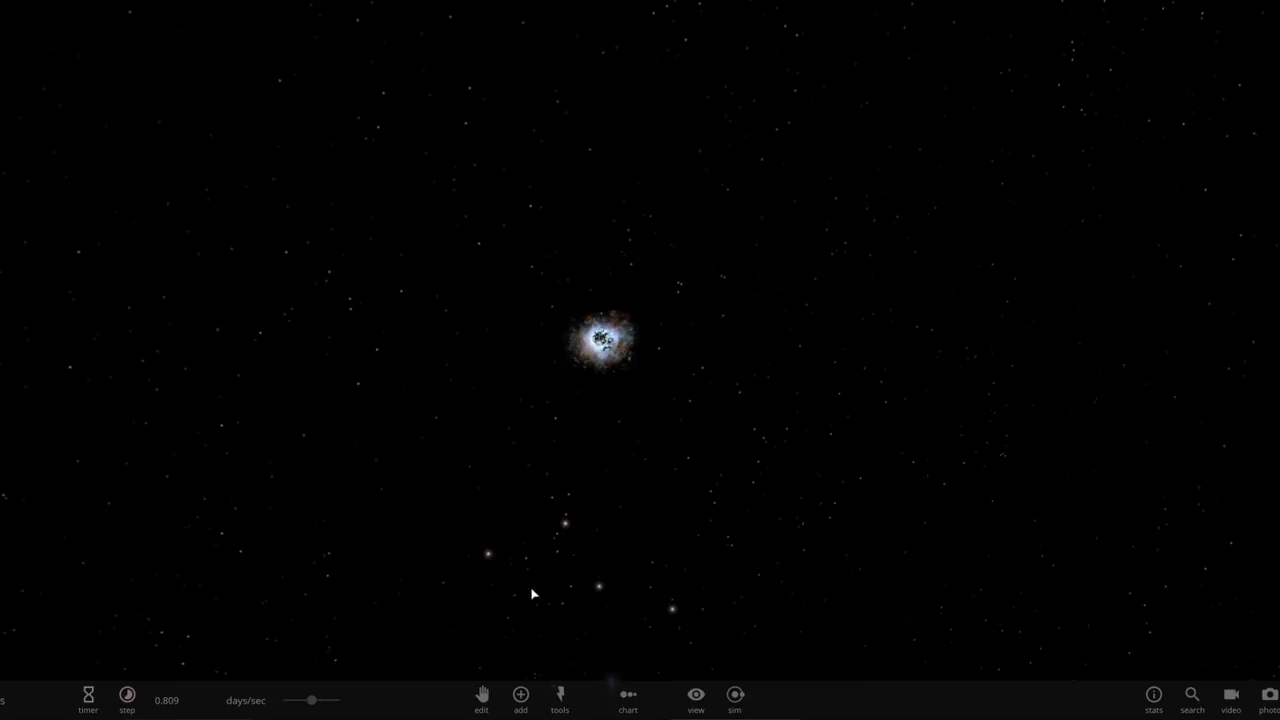 s
timer
step
0.809
days/sec
edit
add
tools
chart
view
sim
stats
search
video
photo